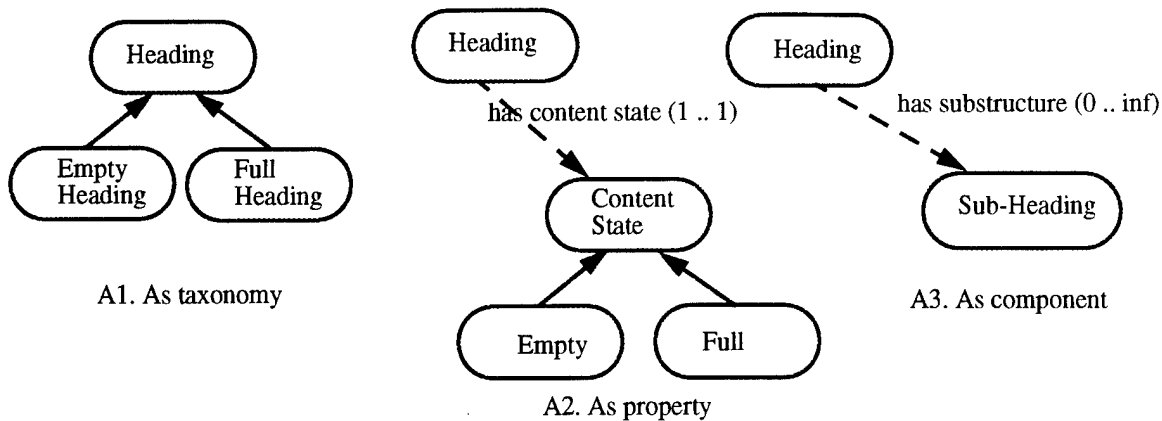 Heading
Empty
Heading
Full
Heading
A1. As taxonomy
Heading
has content state (1 .. 1)
Content
State
Empty
Full
A2. As property
Heading
has substructure (0 .. inf)
Sub-Heading
A3. As component